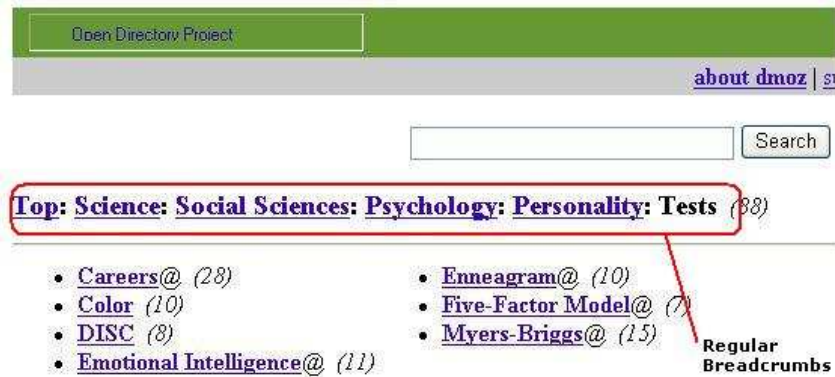 Open Directory Project
about dmoz |
Search
Top: Science: Social Sciences: Psychology: Personality: Tests (88)
• Careers@ (28)
• Color (10)
• DISC (8)
• Emotional Intelligence@ (11)
• Enneagram@ (10)
• Five-Factor Model@ (7)
• Myers-Briggs@ (15)
Regular
Breadcrumbs